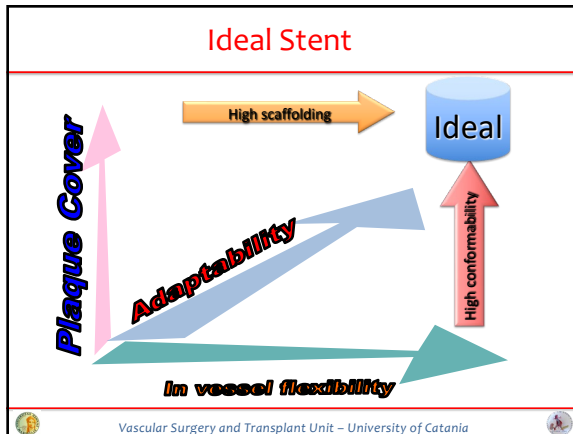 Ideal Stent
High scaffolding
Ideal
Plaque Cover
Adaptability
High conformability
In vessel flexibility
Vascular Surgery and Transplant Unit – University of Catania